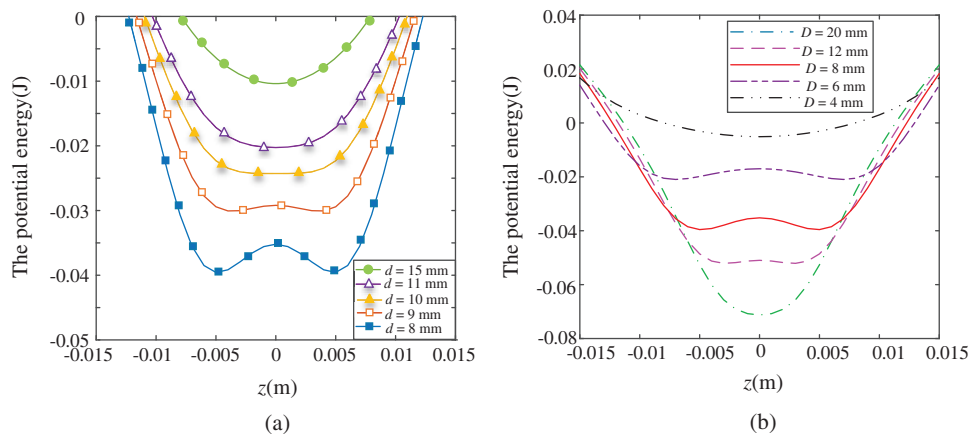 The potential energy(J)
0
-0.01
-0.02
-0.03
-0.04
-0.05
-0.015
-0.01
-0.005
0
0.005
0.01
0.015
z(m)
d = 15 mm
d = 11 mm
d = 10 mm
d = 9 mm
d = 8 mm
(a)
The potential energy(J)
0.04
0.02
0
-0.02
-0.04
-0.06
-0.08
-0.015
-0.01
-0.005
0
0.005
0.01
0.015
z(m)
D = 20 mm
D = 12 mm
D = 8 mm
D = 6 mm
D = 4 mm
(b)